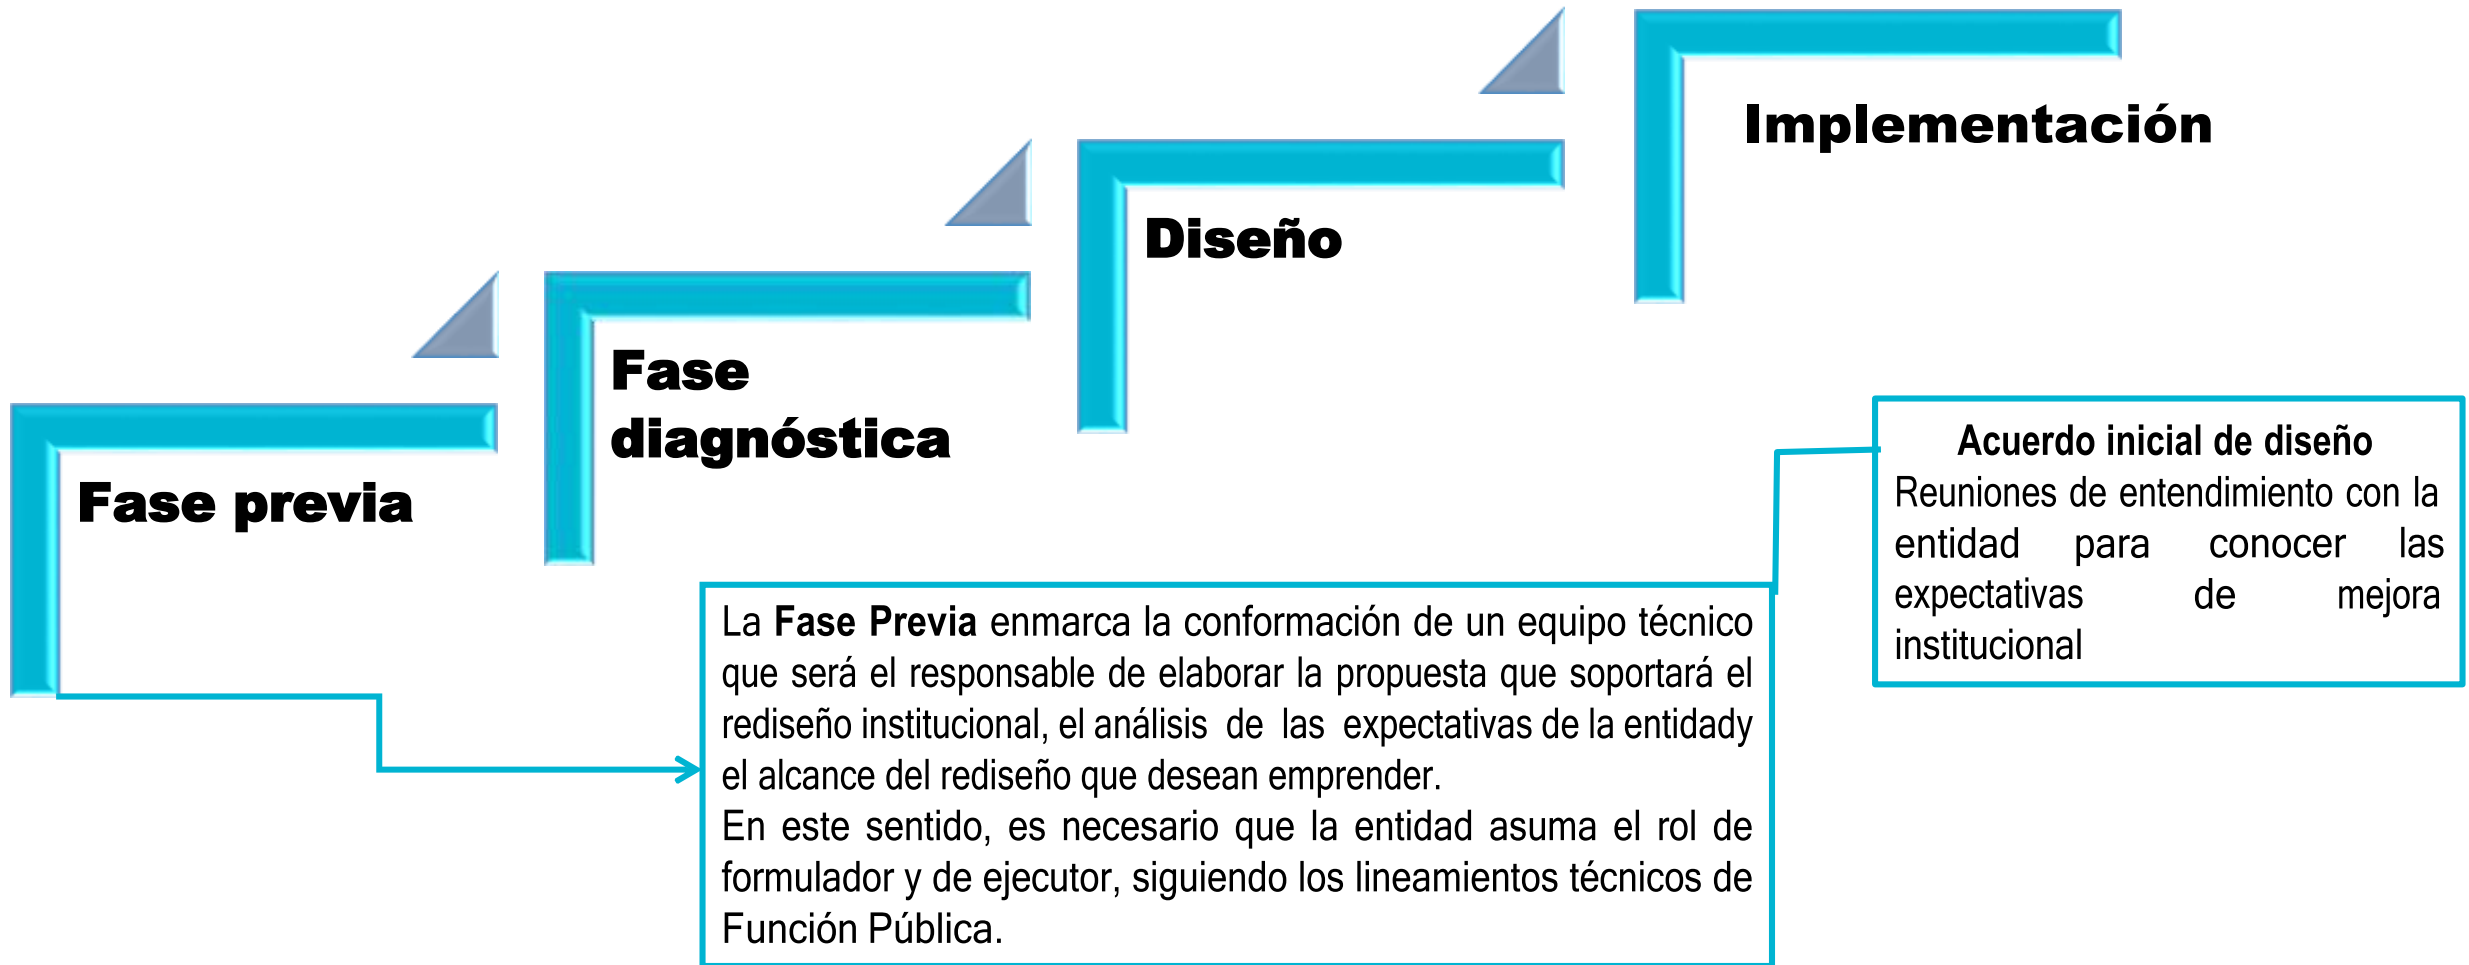 Implementación
Diseño
Fase
diagnóstica
Fase previa
Acuerdo inicial de diseño
Reuniones de entendimiento con la
entidad para conocer las
expectativas de mejora
institucional
La Fase Previa enmarca la conformación de un equipo técnico
que será el responsable de elaborar la propuesta que soportará el
rediseño institucional, el análisis de las expectativas de la entidady
el alcance del rediseño que desean emprender.
En este sentido, es necesario que la entidad asuma el rol de
formulador y de ejecutor, siguiendo los lineamientos técnicos de
Función Pública.